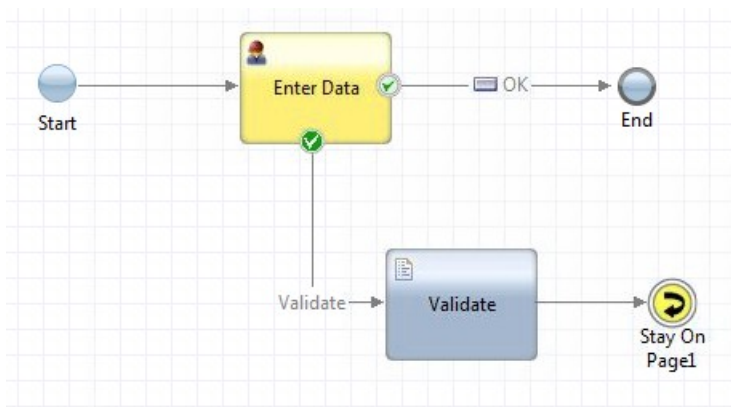 Enter Data
OK
Start
End
Validate
Validate
Stay On
Page1